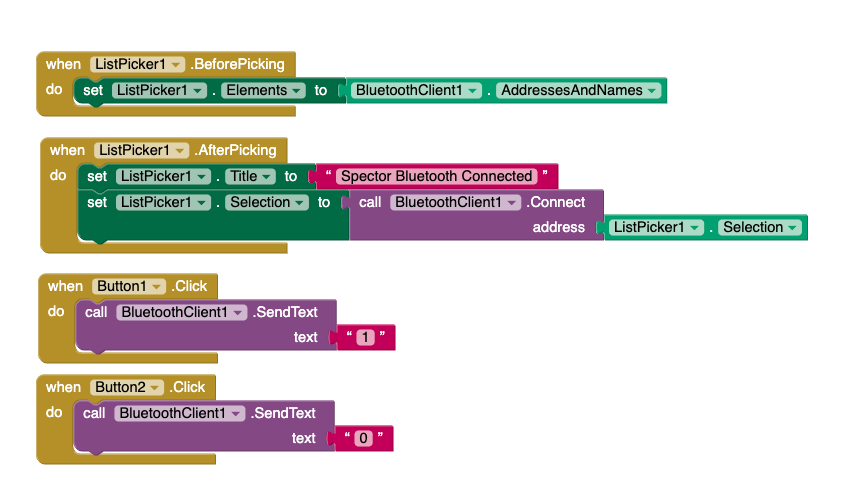 when ListPicker1 .BeforePicking
do set ListPicker1 . Elements to BluetoothClient1 . AddressesAndNames
when ListPicker1 .AfterPicking
do set ListPicker1 . Title to “ Spector Bluetooth Connected ”
set ListPicker1 . Selection to call BluetoothClient1 .Connect
address ListPicker1 . Selection
when Button1 .Click
do call BluetoothClient1 .SendText
text “ 1 ”
when Button2 .Click
do call BluetoothClient1 .SendText
text “ 0 ”